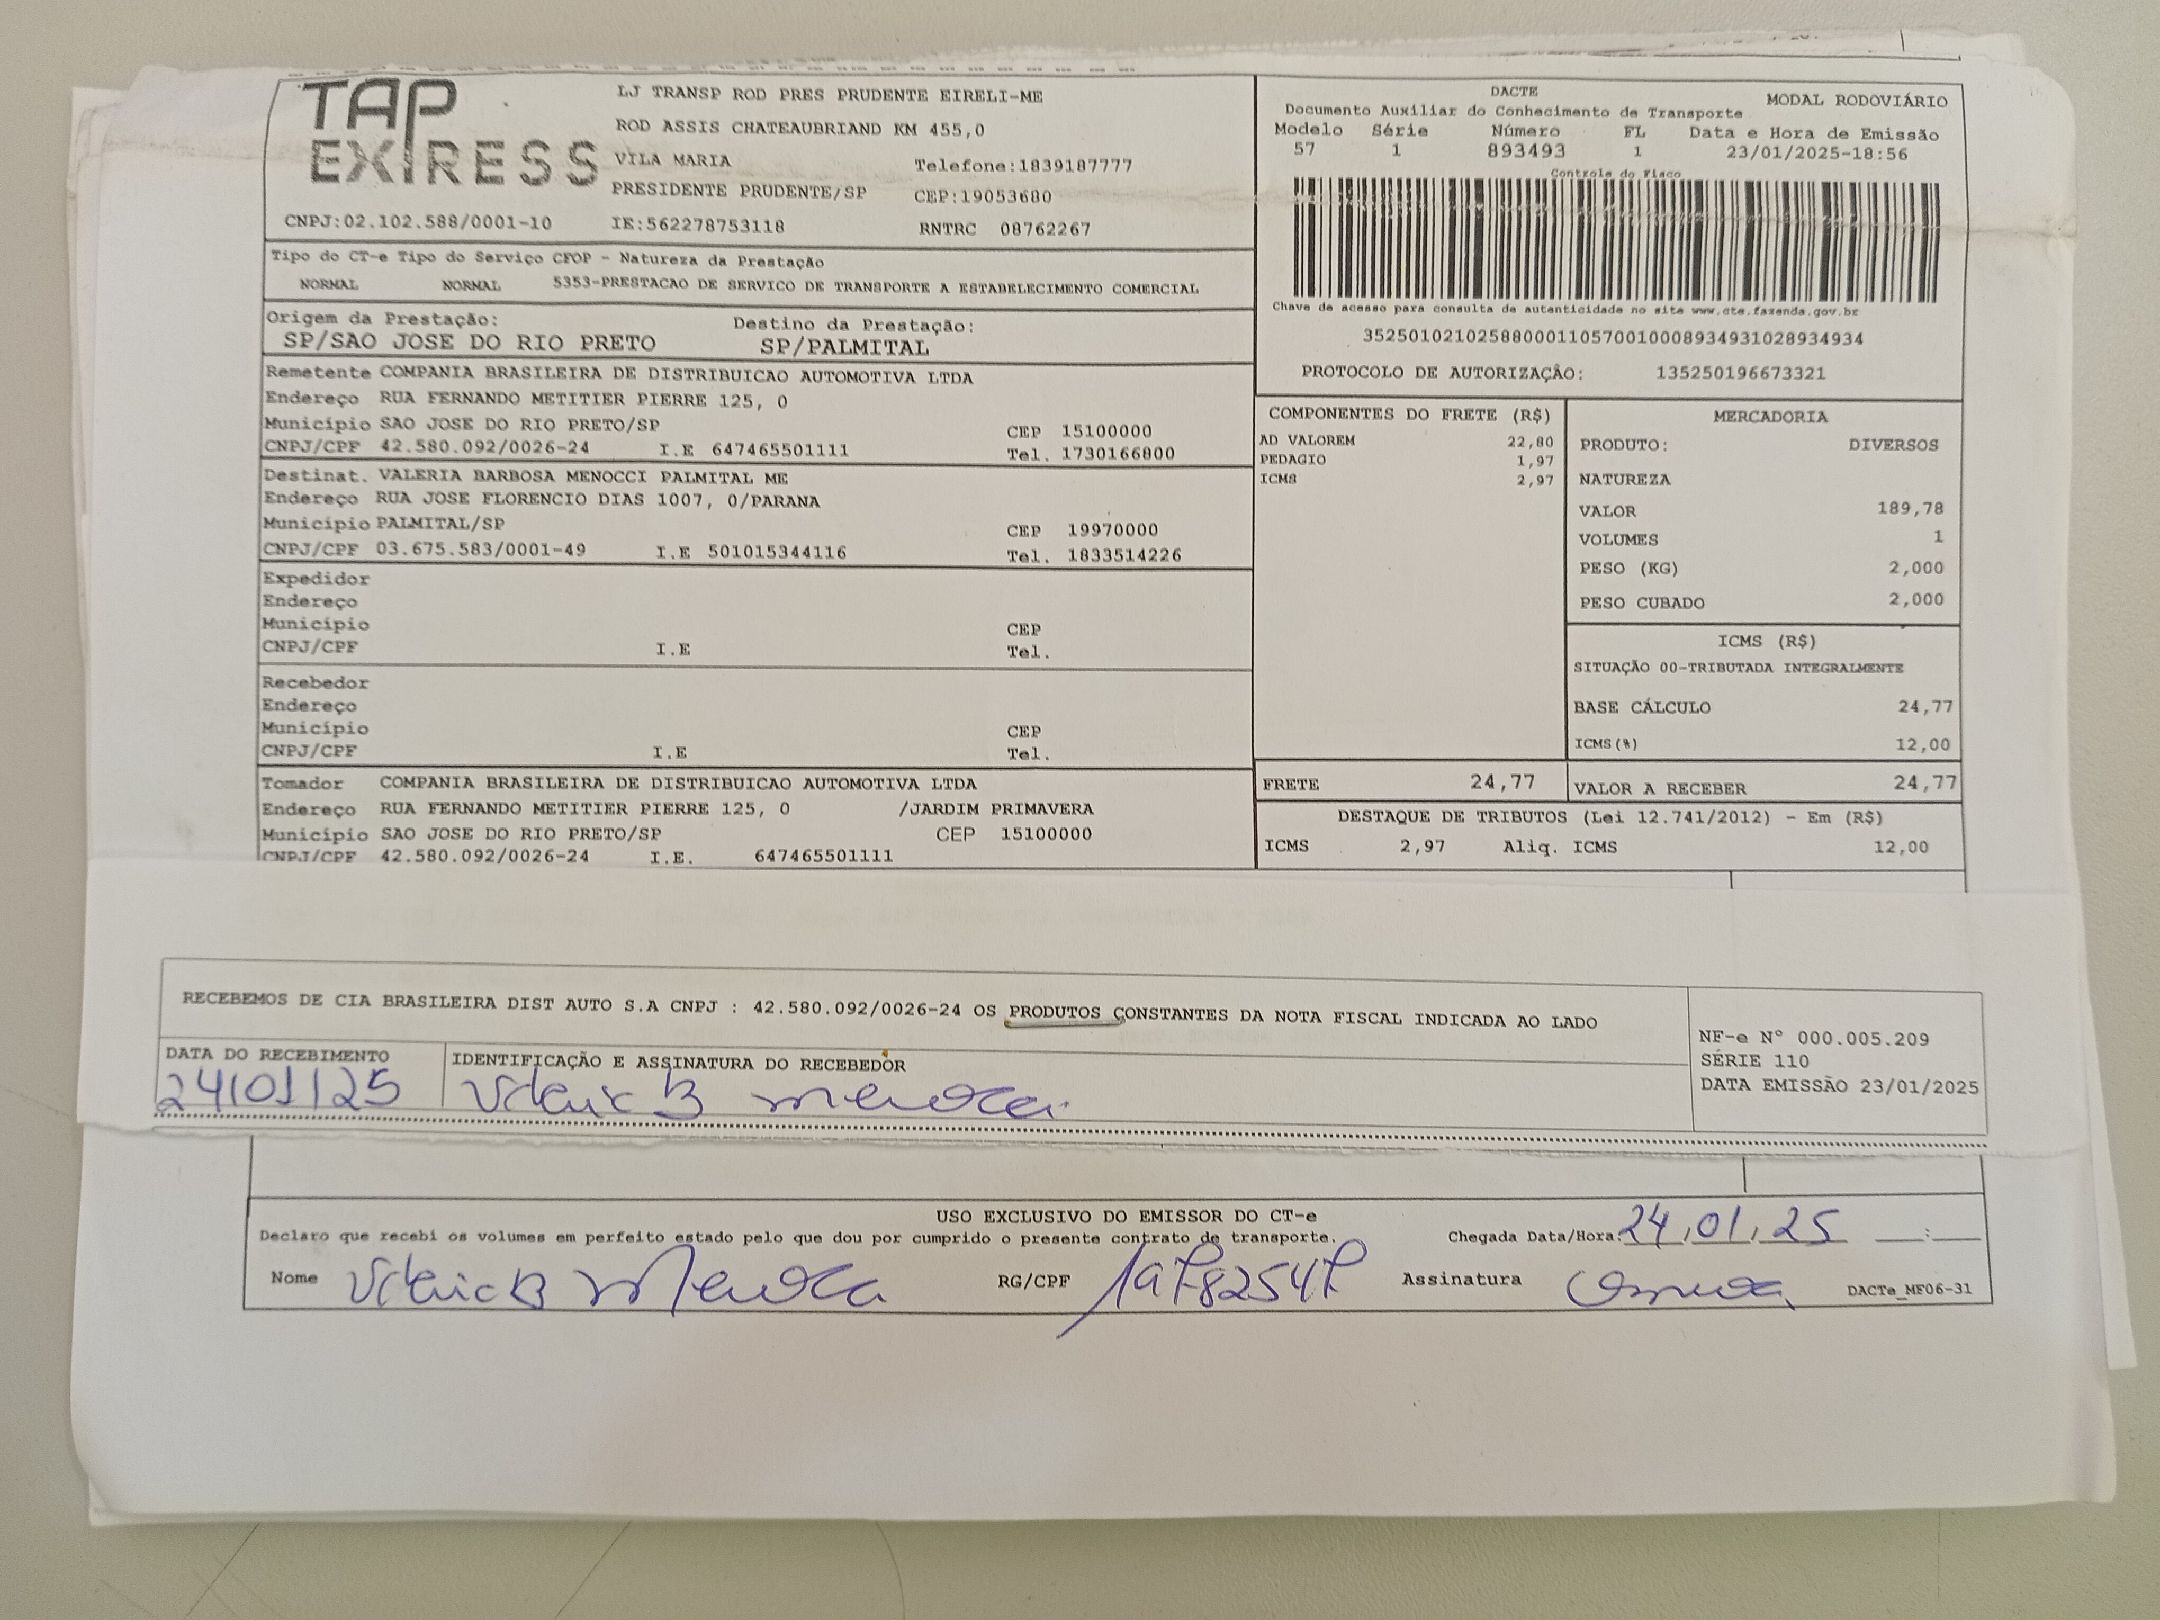 TAP EXPRESS
LJ TRANSP ROD PRES PRUDENTE EIRELI-ME
ROD ASSIS CHATEAUBRIAND KM 455,0
VILA MARIA Telefone:1839187777
PRESIDENTE PRUDENTE/SP CEP:19053680
CNPJ:02.102.588/0001-10 IE:562278753118 RNTRC 08762267
DACTE
Documento Auxiliar do Conhecimento de Transporte MODAL RODOVIÁRIO
Modelo Série Número FL Data e Hora de Emissão
57 1 893493 1 23/01/2025-18:56
Controle do Fisco
Chave de acesso para consulta de autenticidade no site www.cte.fazenda.gov.br
35250102102588000110570010008934931028934934
PROTOCOLO DE AUTORIZAÇÃO: 135250196673321
Tipo do CT-e Tipo do Serviço CFOP - Natureza da Prestação
NORMAL NORMAL 5353-PRESTACAO DE SERVICO DE TRANSPORTE A ESTABELECIMENTO COMERCIAL
Origem da Prestação: Destino da Prestação:
SP/SAO JOSE DO RIO PRETO SP/PALMITAL
Remetente COMPANIA BRASILEIRA DE DISTRIBUICAO AUTOMOTIVA LTDA
Endereço RUA FERNANDO METITIER PIERRE 125, 0
Município SAO JOSE DO RIO PRETO/SP CEP 15100000
CNPJ/CPF 42.580.092/0026-24 I.E 647465501111 Tel. 1730166800
Destinat. VALERIA BARBOSA MENOCCI PALMITAL ME
Endereço RUA JOSE FLORENCIO DIAS 1007, 0/PARANA
Município PALMITAL/SP CEP 19970000
CNPJ/CPF 03.675.583/0001-49 I.E 501015344116 Tel. 1833514226
Expedidor
Endereço
Município CEP
CNPJ/CPF I.E Tel.
Recebedor
Endereço
Município CEP
CNPJ/CPF I.E Tel.
Tomador COMPANIA BRASILEIRA DE DISTRIBUICAO AUTOMOTIVA LTDA
Endereço RUA FERNANDO METITIER PIERRE 125, 0 /JARDIM PRIMAVERA
Município SAO JOSE DO RIO PRETO/SP CEP 15100000
CNPJ/CPF 42.580.092/0026-24 I.E. 647465501111
COMPONENTES DO FRETE (R$)
AD VALOREM 22,80
PEDAGIO 1,97
ICMS 2,97
MERCADORIA
PRODUTO: DIVERSOS
NATUREZA
VALOR 189,78
VOLUMES 1
PESO (KG) 2,000
PESO CUBADO 2,000
ICMS (R$)
SITUAÇÃO 00-TRIBUTADA INTEGRALMENTE
BASE CÁLCULO 24,77
ICMS(%) 12,00
FRETE 24,77 VALOR A RECEBER 24,77
DESTAQUE DE TRIBUTOS (Lei 12.741/2012) - Em (R$)
ICMS 2,97 Aliq. ICMS 12,00
RECEBEMOS DE CIA BRASILEIRA DIST AUTO S.A CNPJ : 42.580.092/0026-24 OS PRODUTOS CONSTANTES DA NOTA FISCAL INDICADA AO LADO
DATA DO RECEBIMENTO IDENTIFICAÇÃO E ASSINATURA DO RECEBEDOR
24/01/25
NF-e Nº 000.005.209
SÉRIE 110
DATA EMISSÃO 23/01/2025
USO EXCLUSIVO DO EMISSOR DO CT-e
Declaro que recebi os volumes em perfeito estado pelo que dou por cumprido o presente contrato de transporte. Chegada Data/Hora: 24,01,25 :
Nome RG/CPF Assinatura DACTe_MF06-31